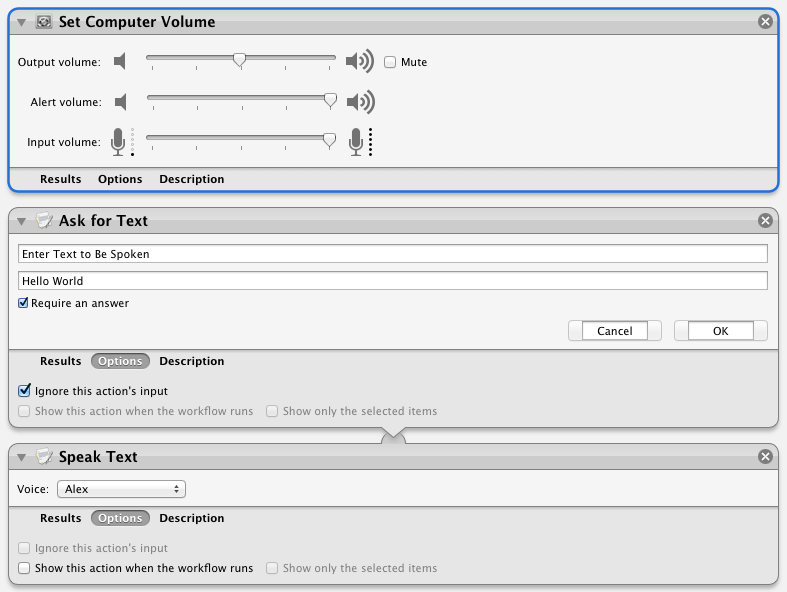 Set Computer Volume
Output volume: Mute
Alert volume:
Input volume:
Results Options Description
Ask for Text
Enter Text to Be Spoken
Hello World
Require an answer
Cancel OK
Results Options Description
Ignore this action's input
Show this action when the workflow runs Show only the selected items
Speak Text
Voice: Alex
Results Options Description
Ignore this action's input
Show this action when the workflow runs Show only the selected items